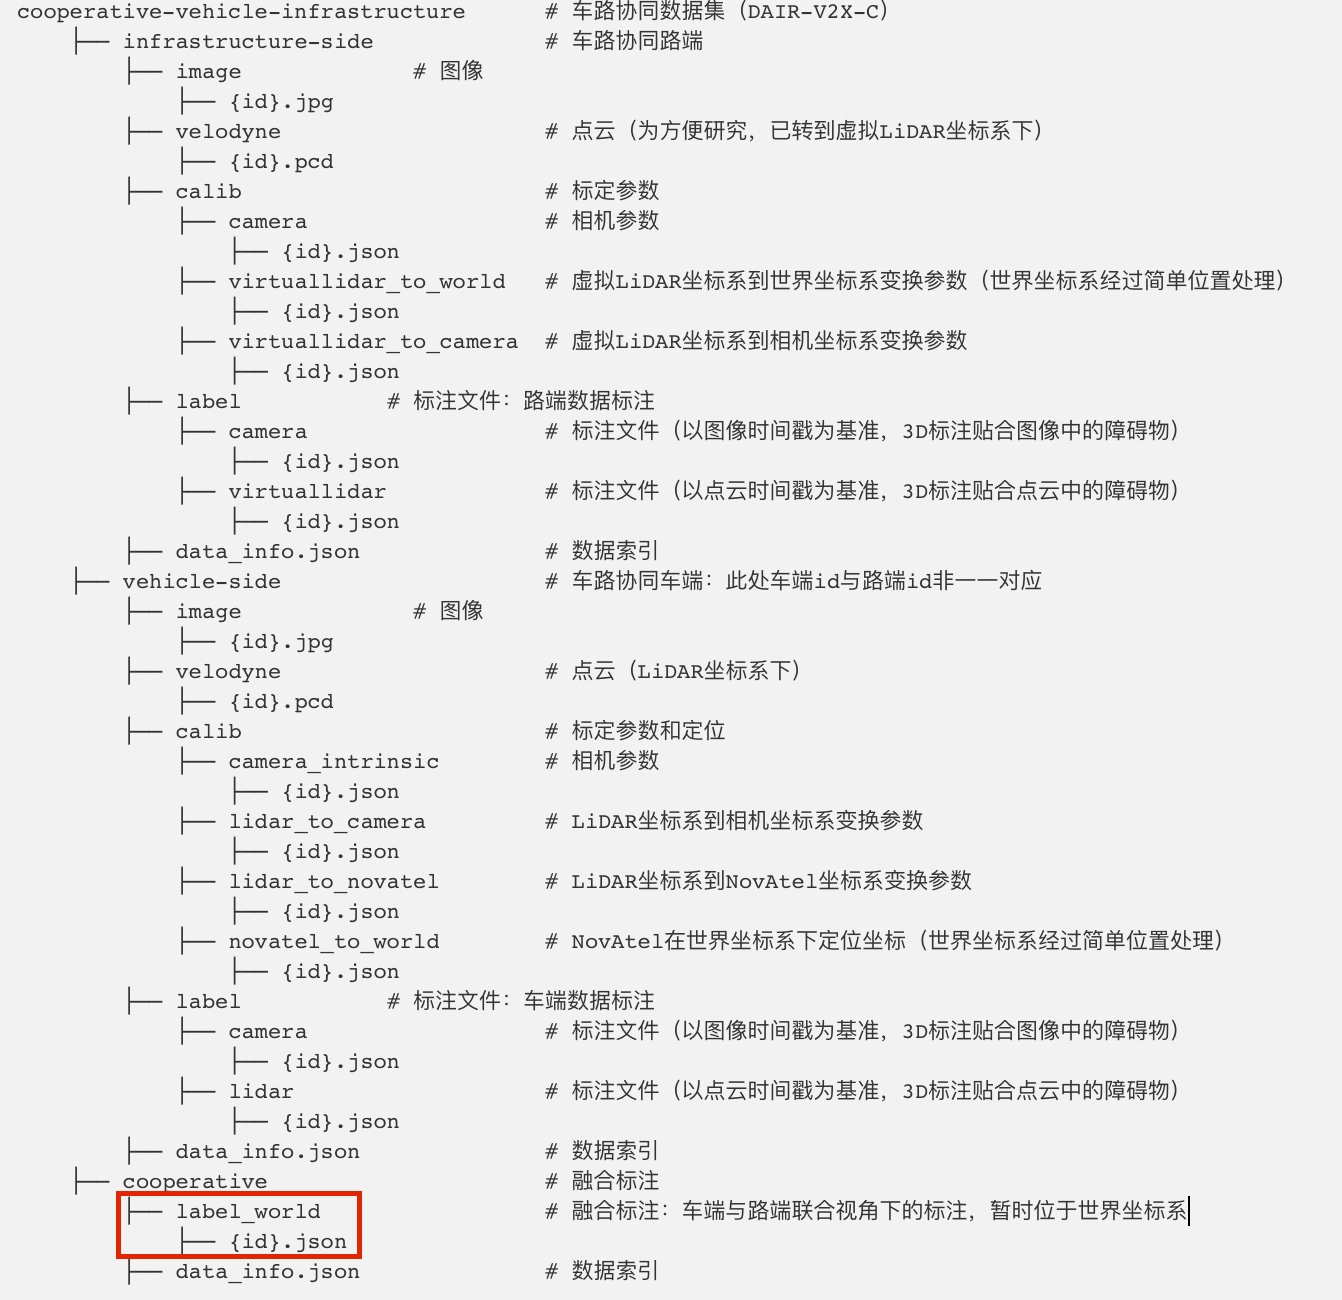 cooperative-vehicle-infrastructure # 车路协同数据集（DAIR-V2X-C）
├── infrastructure-side # 车路协同路端
├── image # 图像
├── {id}.jpg
├── velodyne # 点云（为方便研究，已转到虚拟LiDAR坐标系下）
├── {id}.pcd
├── calib # 标定参数
├── camera # 相机参数
├── {id}.json
├── virtuallidar_to_world # 虚拟LiDAR坐标系到世界坐标系变换参数（世界坐标系经过简单位置处理）
├── {id}.json
├── virtuallidar_to_camera # 虚拟LiDAR坐标系到相机坐标系变换参数
├── {id}.json
├── label # 标注文件：路端数据标注
├── camera # 标注文件（以图像时间戳为基准，3D标注贴合图像中的障碍物）
├── {id}.json
├── virtuallidar # 标注文件（以点云时间戳为基准，3D标注贴合点云中的障碍物）
├── {id}.json
├── data_info.json # 数据索引
├── vehicle-side # 车路协同车端：此处车端id与路端id非一一对应
├── image # 图像
├── {id}.jpg
├── velodyne # 点云（LiDAR坐标系下）
├── {id}.pcd
├── calib # 标定参数和定位
├── camera_intrinsic # 相机参数
├── {id}.json
├── lidar_to_camera # LiDAR坐标系到相机坐标系变换参数
├── {id}.json
├── lidar_to_novatel # LiDAR坐标系到NovAtel坐标系变换参数
├── {id}.json
├── novatel_to_world # NovAtel在世界坐标系下定位坐标（世界坐标系经过简单位置处理）
├── {id}.json
├── label # 标注文件：车端数据标注
├── camera # 标注文件（以图像时间戳为基准，3D标注贴合图像中的障碍物）
├── {id}.json
├── lidar # 标注文件（以点云时间戳为基准，3D标注贴合点云中的障碍物）
├── {id}.json
├── data_info.json # 数据索引
├── cooperative # 融合标注
├── label_world # 融合标注：车端与路端联合视角下的标注，暂时位于世界坐标系
├── {id}.json
├── data_info.json # 数据索引